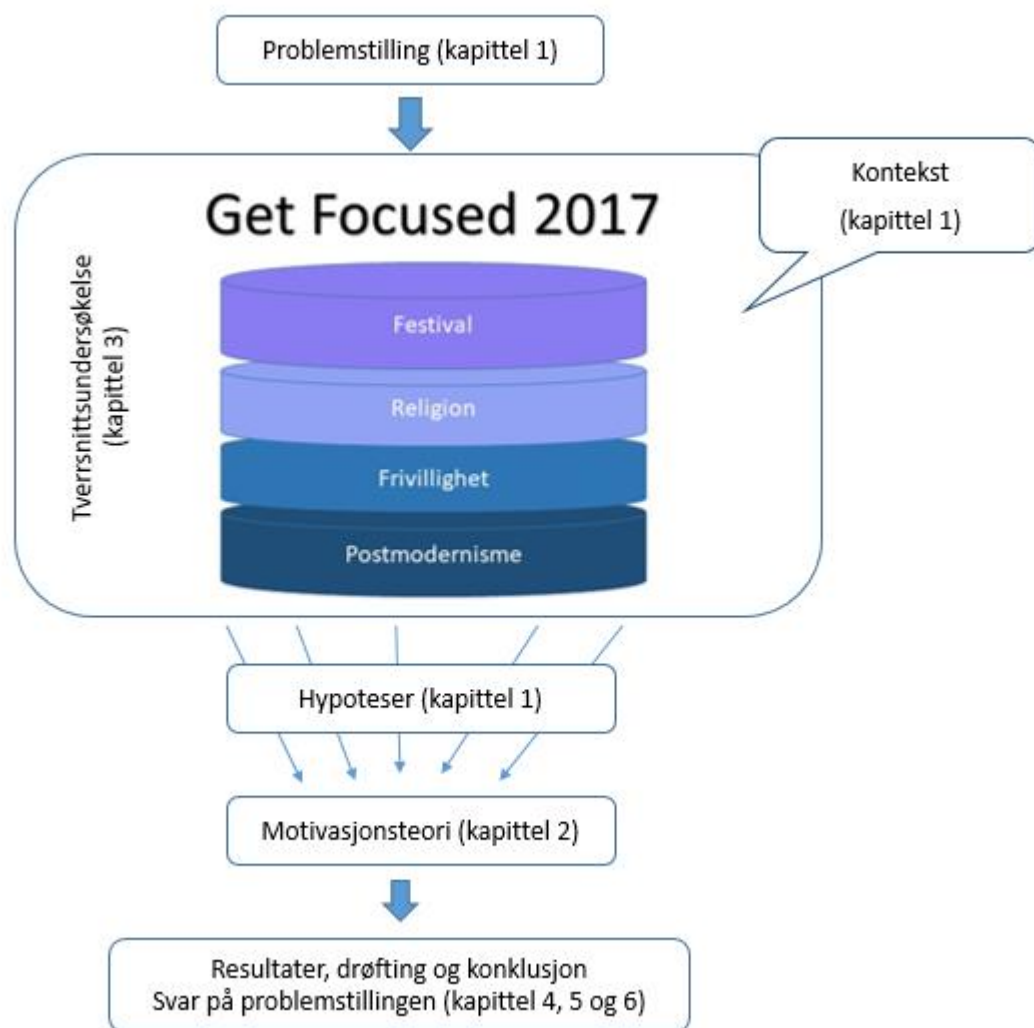 Problemstilling (kapittel 1)
Kontekst
(kapittel 1)
Get Focused 2017
Tverrsnittsundersøkelse
(kapittel 3)
Festival
Religion
Frivillighet
Postmodernisme
Hypoteser (kapittel 1)
Motivasjonsteori (kapittel 2)
Resultater, drøfting og konklusjon
Svar på problemstillingen (kapittel 4, 5 og 6)